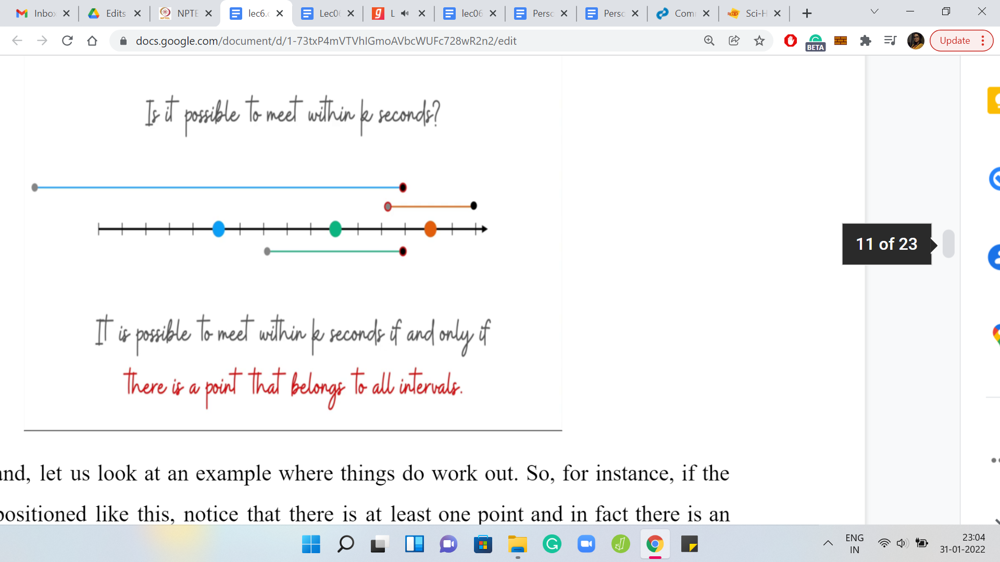 Inbo
Edits
NPTE
lec6.c
Lec0
L
lec06
Perso
Perso
Com
Sci-H
docs.google.com/document/d/1-73txP4mVTVhlGmoAVbcWUFc728wR2n2/edit
BETA
Update
Is it possible to meet within k seconds?
11 of 23
It is possible to meet within k seconds if and only if
there is a point that belongs to all intervals.
and, let us look at an example where things do work out. So, for instance, if the
positioned like this, notice that there is at least one point and in fact there is an
ENG
IN
23:04
31-01-2022